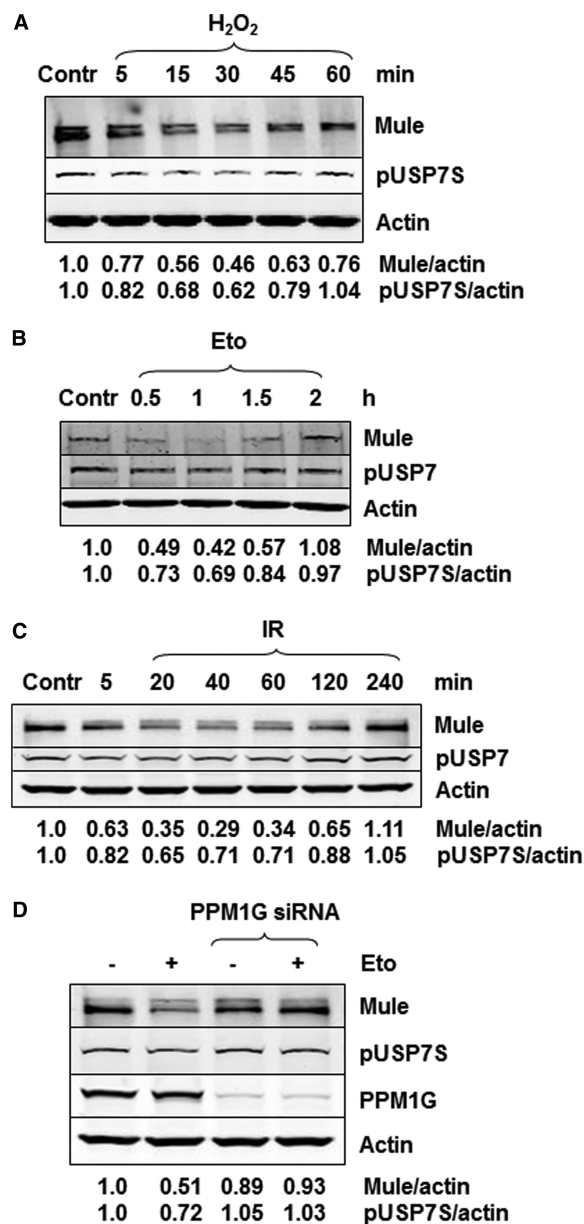 A
H₂O₂
Contr 5 15 30 45 60 min
Mule
pUSP7S
Actin
1.0 0.77 0.56 0.46 0.63 0.76 Mule/actin
1.0 0.82 0.68 0.62 0.79 1.04 pUSP7S/actin
B
Eto
Contr 0.5 1 1.5 2 h
Mule
pUSP7
Actin
1.0 0.49 0.42 0.57 1.08 Mule/actin
1.0 0.73 0.69 0.84 0.97 pUSP7S/actin
C
IR
Contr 5 20 40 60 120 240 min
Mule
pUSP7
Actin
1.0 0.63 0.35 0.29 0.34 0.65 1.11 Mule/actin
1.0 0.82 0.65 0.71 0.71 0.88 1.05 pUSP7S/actin
D
PPM1G siRNA
- + - + Eto
Mule
pUSP7S
PPM1G
Actin
1.0 0.51 0.89 0.93 Mule/actin
1.0 0.72 1.05 1.03 pUSP7S/actin